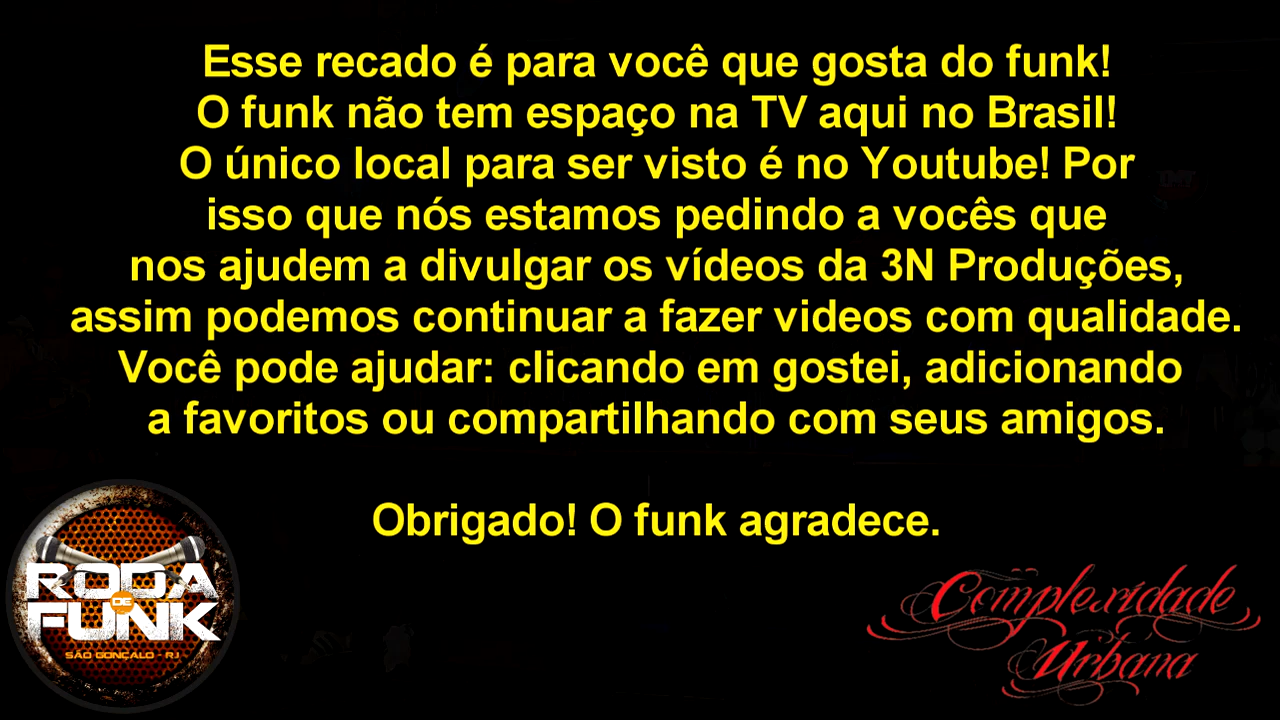 Esse recado é para você que gosta do funk!
O funk não tem espaço na TV aqui no Brasil!
O único local para ser visto é no Youtube! Por
isso que nós estamos pedindo a vocês que
nos ajudem a divulgar os vídeos da 3N Produções,
assim podemos continuar a fazer videos com qualidade.
Você pode ajudar: clicando em gostei, adicionando
a favoritos ou compartilhando com seus amigos.
Obrigado! O funk agradece.
RODA
DE
FUNK
SÃO GONÇALO - RJ
Complexidade
Urbana